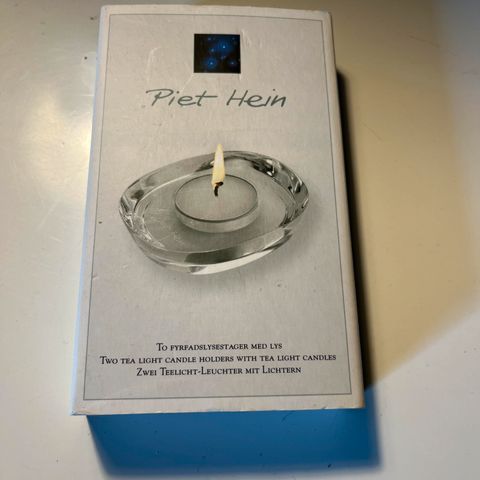 Piet Hein
To fyrfadslysestager med lys
Two tea light candle holders with tea light candles
Zwei Teelicht-Leuchter mit Lichtern